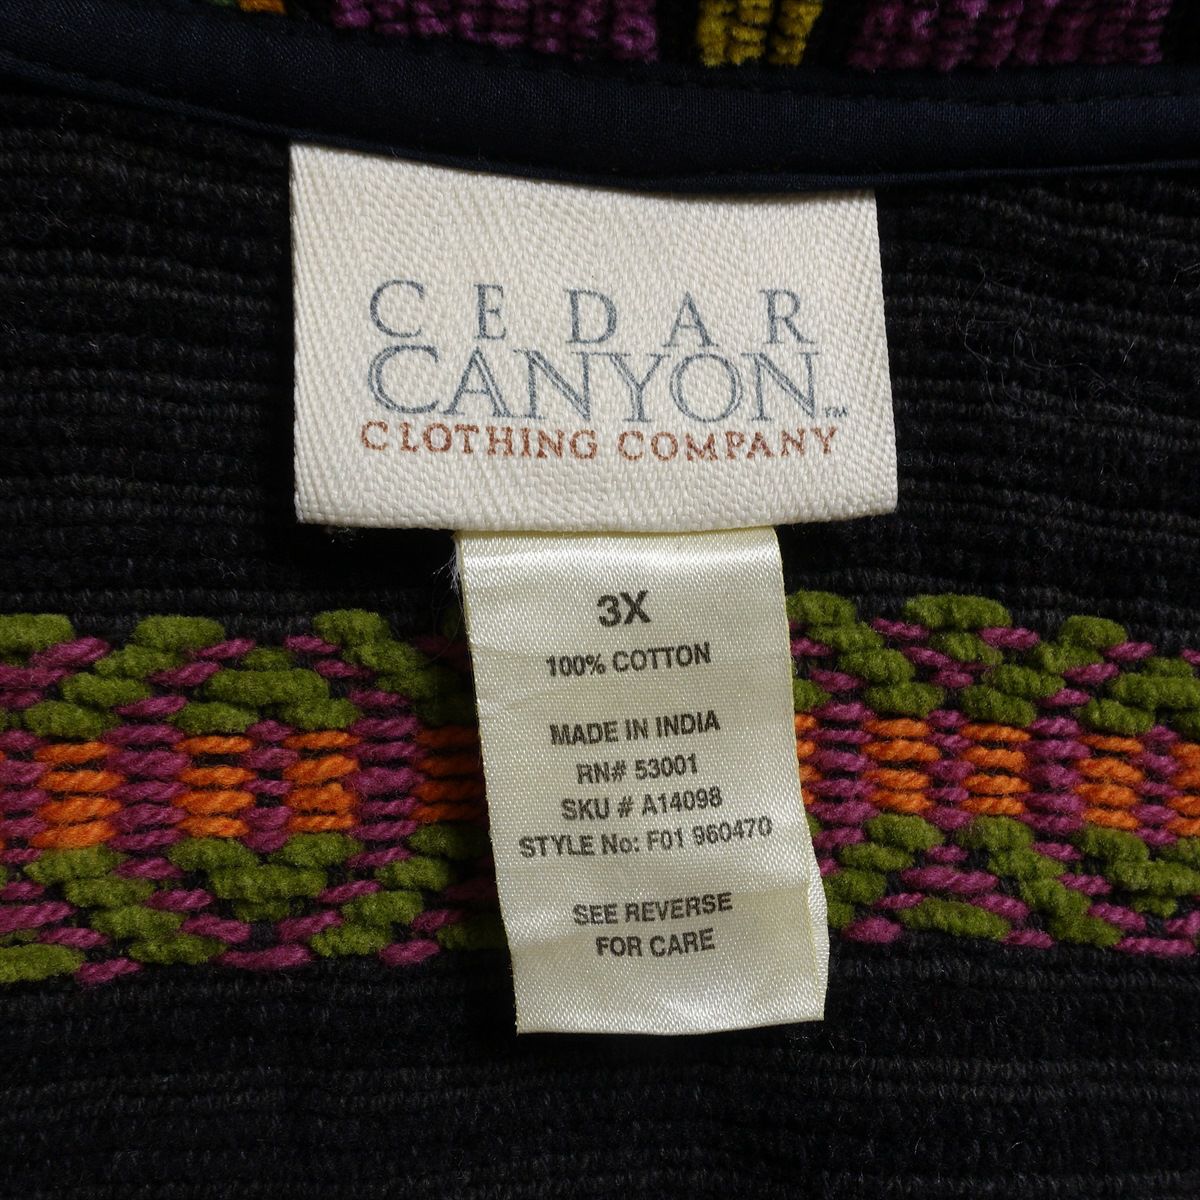 CEDAR
CANYON™
CLOTHING COMPANY
3X
100% COTTON
MADE IN INDIA
RN# 53001
SKU # A14098
STYLE No: F01 960470
SEE REVERSE
FOR CARE